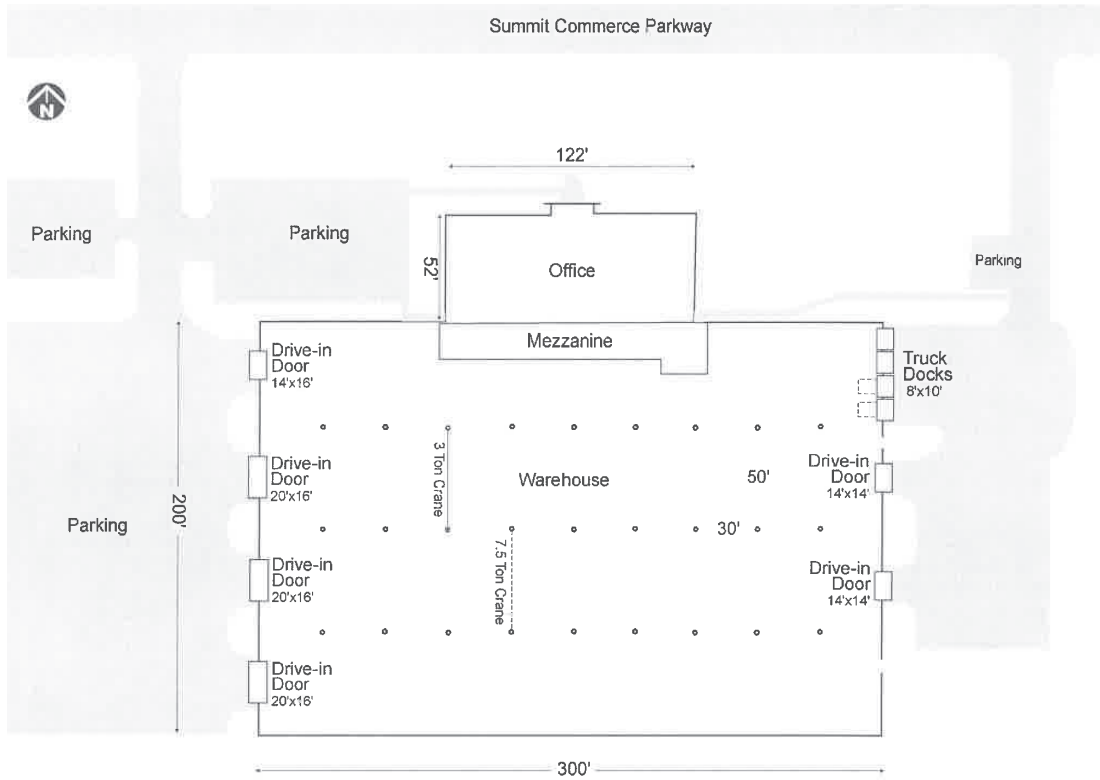 Summit Commerce Parkway
N
122'
Parking
Parking
52'
Office
Parking
Mezzanine
Drive-in
Door
14'x16'
Truck
Docks
8'x10'
3 Ton Crane
Drive-in
Door
20'x16'
Warehouse
50'
Drive-in
Door
14'x14'
200'
Parking
30'
7.5 Ton Crane
Drive-in
Door
20'x16'
Drive-in
Door
14'x14'
Drive-in
Door
20'x16'
300'